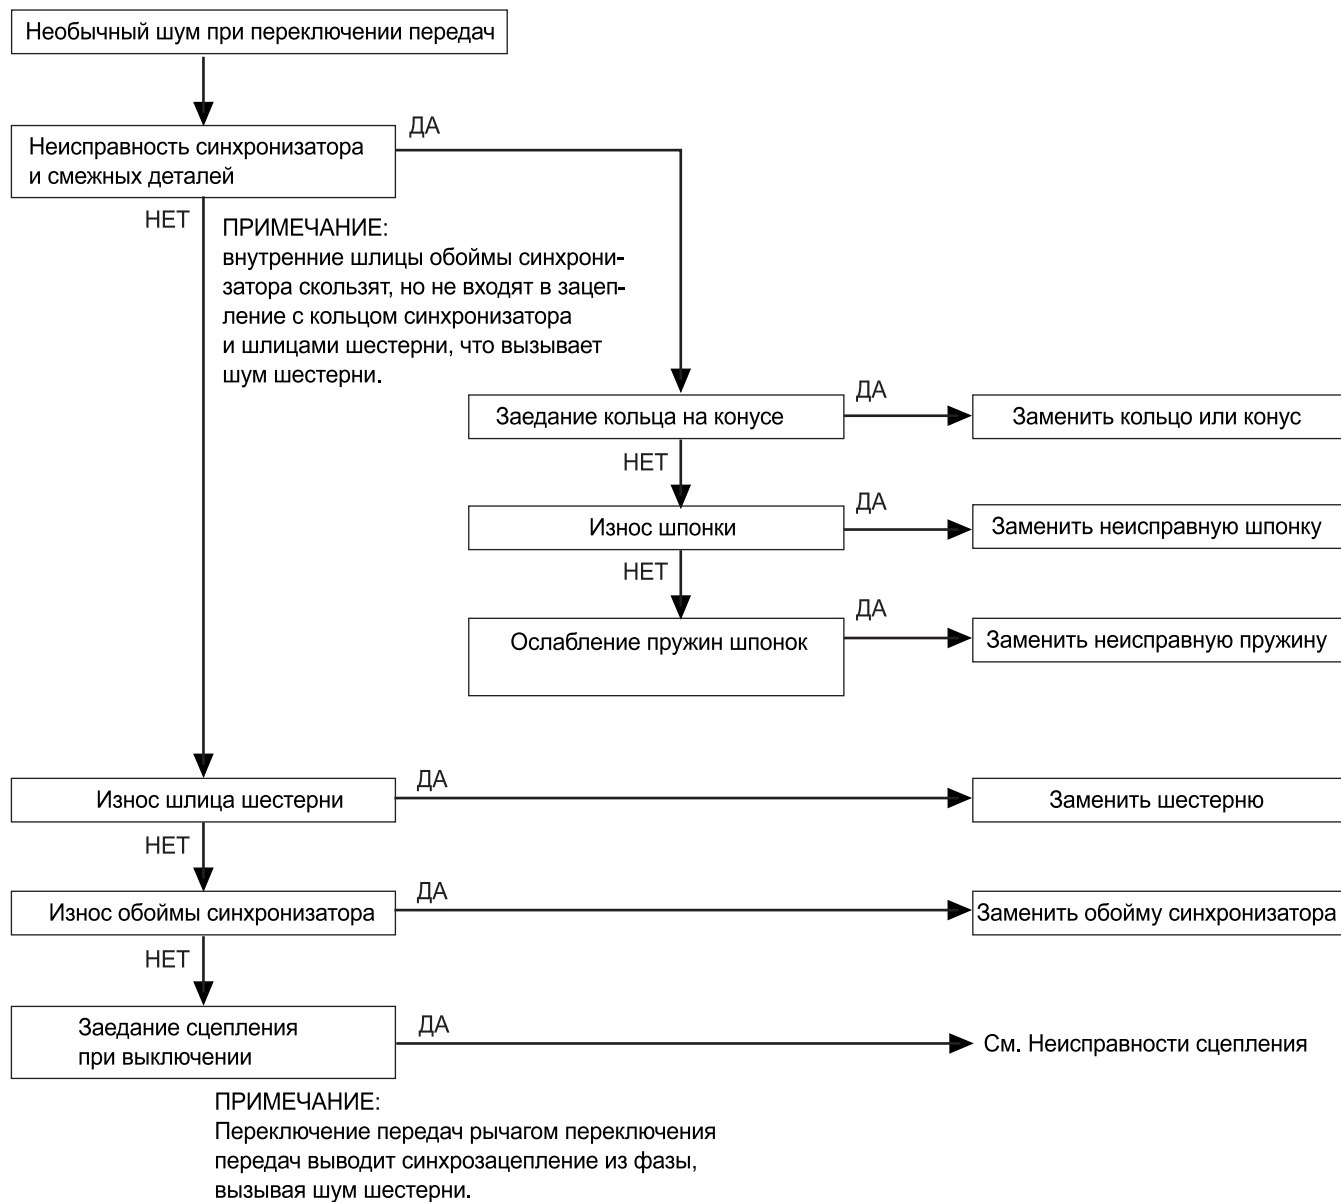 Необычный шум при переключении передач
ДА
Неисправность синхронизатора
и смежных деталей
НЕТ
ПРИМЕЧАНИЕ:
внутренние шлицы обоймы синхрони-
затора скользят, но не входят в зацеп-
ление с кольцом синхронизатора
и шлицами шестерни, что вызывает
шум шестерни.
Заедание кольца на конусе
ДА
Заменить кольцо или конус
НЕТ
Износ шпонки
ДА
Заменить неисправную шпонку
НЕТ
Ослабление пружин шпонок
ДА
Заменить неисправную пружину
Износ шлица шестерни
ДА
Заменить шестерню
НЕТ
Износ обоймы синхронизатора
ДА
Заменить обойму синхронизатора
НЕТ
Заедание сцепления
при выключении
ДА
См. Неисправности сцепления
ПРИМЕЧАНИЕ:
Переключение передач рычагом переключения
передач выводит синхрозацепление из фазы,
вызывая шум шестерни.